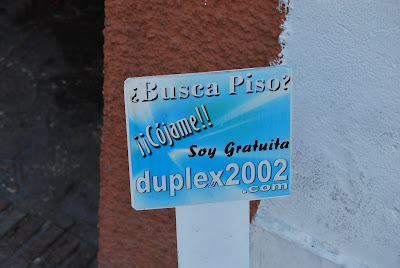 ¿Busca Piso?
¡¡Cójame!!
Soy Gratuita
duplex2002
.com